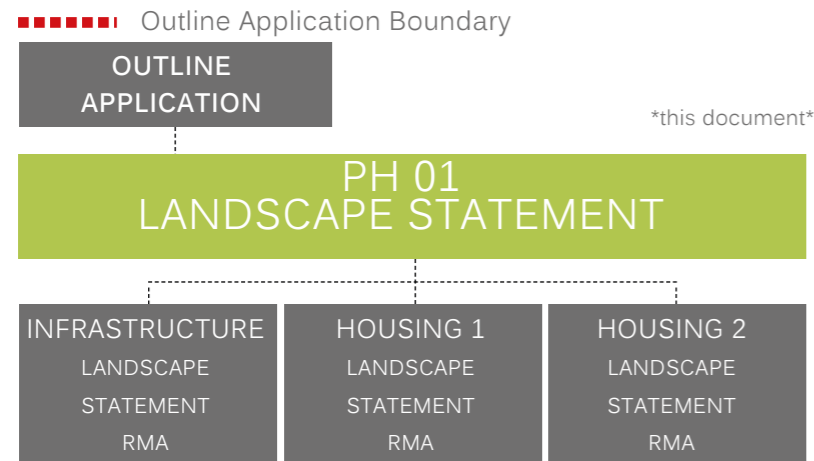 Outline Application Boundary
OUTLINE
APPLICATION
*this document*
PH 01
LANDSCAPE STATEMENT
INFRASTRUCTURE
LANDSCAPE
STATEMENT
RMA
HOUSING 1
LANDSCAPE
STATEMENT
RMA
HOUSING 2
LANDSCAPE
STATEMENT
RMA